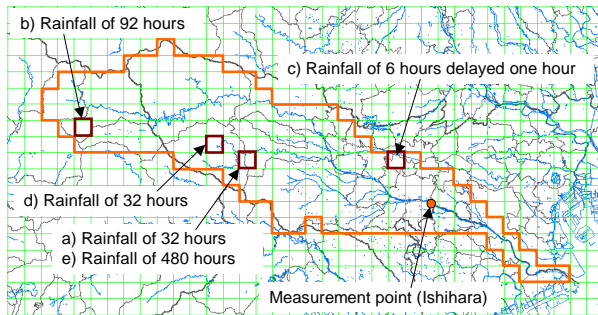 b) Rainfall of 92 hours
c) Rainfall of 6 hours delayed one hour
d) Rainfall of 32 hours
a) Rainfall of 32 hours
e) Rainfall of 480 hours
Measurement point (Ishihara)